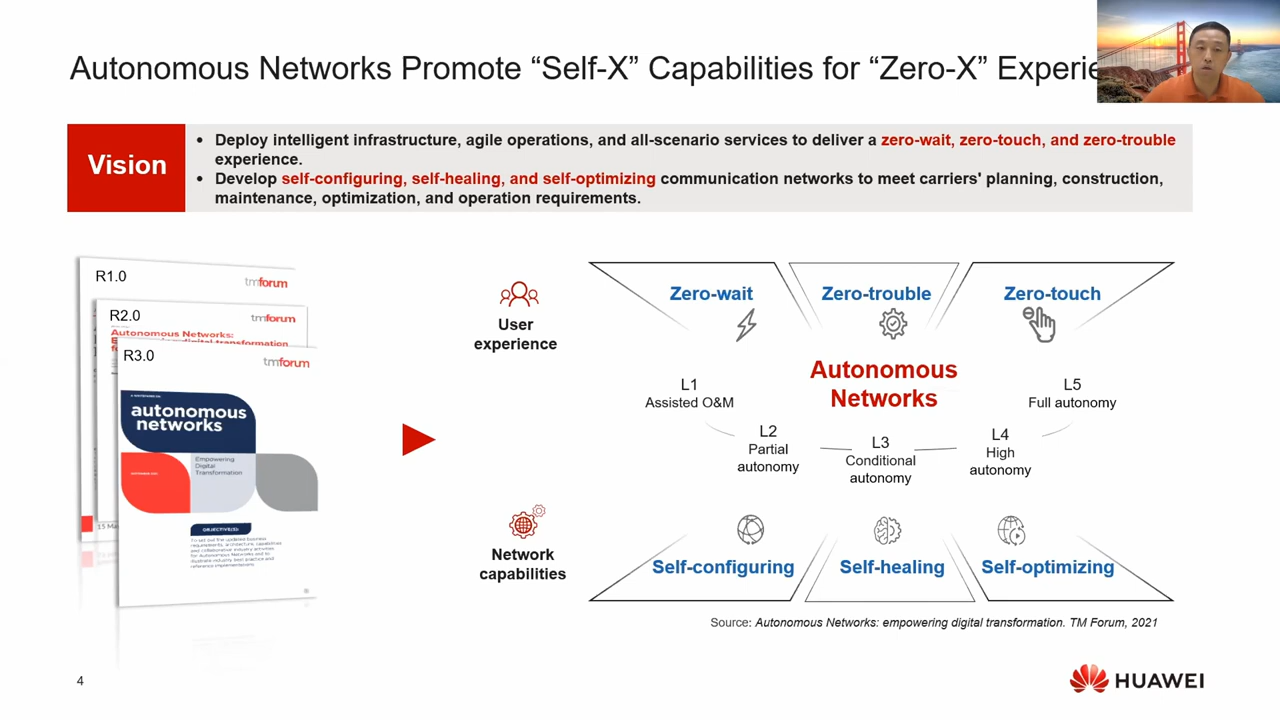 Autonomous Networks Promote “Self-X” Capabilities for “Zero-X”
Vision
• Deploy intelligent infrastructure, agile operations, and all-scenario services to deliver a zero-wait, zero-touch, and zero-trouble
experience.
• Develop self-configuring, self-healing, and self-optimizing communication networks to meet carriers' planning, construction,
maintenance, optimization, and operation requirements.
R1.0
tmforum
R2.0
tmforum
Autonomous Networks:
digital transformation
R3.0
tmforum
autonomous
networks
Empowering
Digital
Transformation
OBJECTIVE(S):
User
experience
Zero-wait
Zero-trouble
Zero-touch
Autonomous
Networks
L1
Assisted O&M
L2
Partial
autonomy
L3
Conditional
autonomy
L4
High
autonomy
L5
Full autonomy
Network
capabilities
Self-configuring
Self-healing
Self-optimizing
Source: Autonomous Networks: empowering digital transformation. TM Forum, 2021
4
HUAWEI